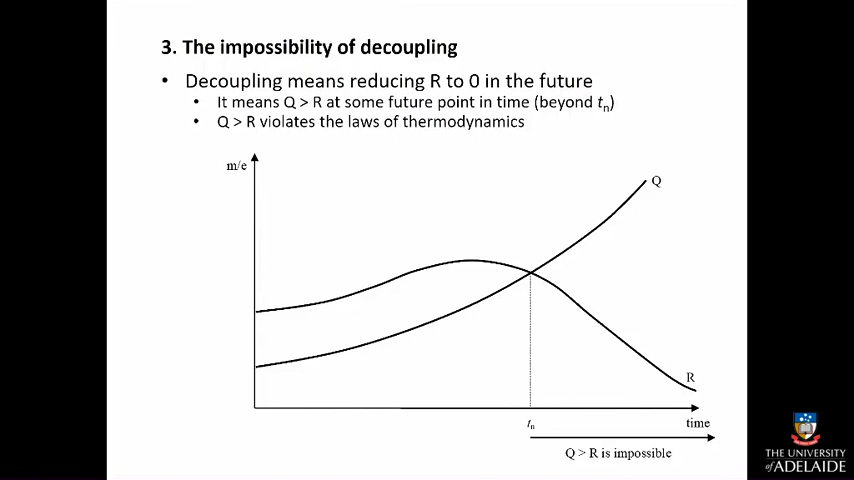 3. The impossibility of decoupling
• Decoupling means reducing R to 0 in the future
• It means Q > R at some future point in time (beyond tn)
• Q > R violates the laws of thermodynamics
m/e
Q
R
tn
time
Q > R is impossible
THE UNIVERSITY
of ADELAIDE